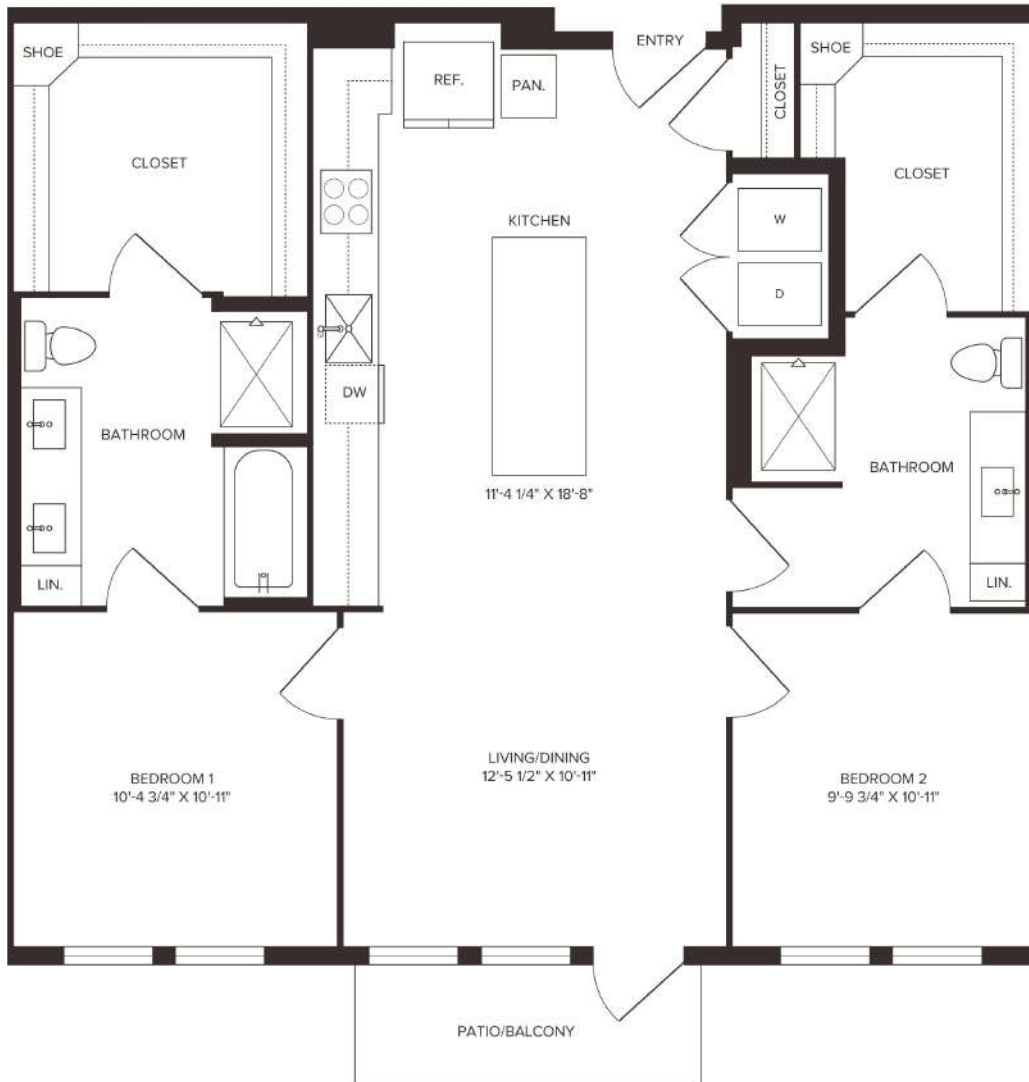 ENTRY
SHOE
SHOE
REF.
PAN.
CLOSET
CLOSET
CLOSET
KITCHEN
W
D
DW
BATHROOM
BATHROOM
11'-4 1/4" X 18'-8"
LIN.
LIN.
LIVING/DINING
12'-5 1/2" X 10'-11"
BEDROOM 1
10'-4 3/4" X 10'-11"
BEDROOM 2
9'-9 3/4" X 10'-11"
PATIO/BALCONY